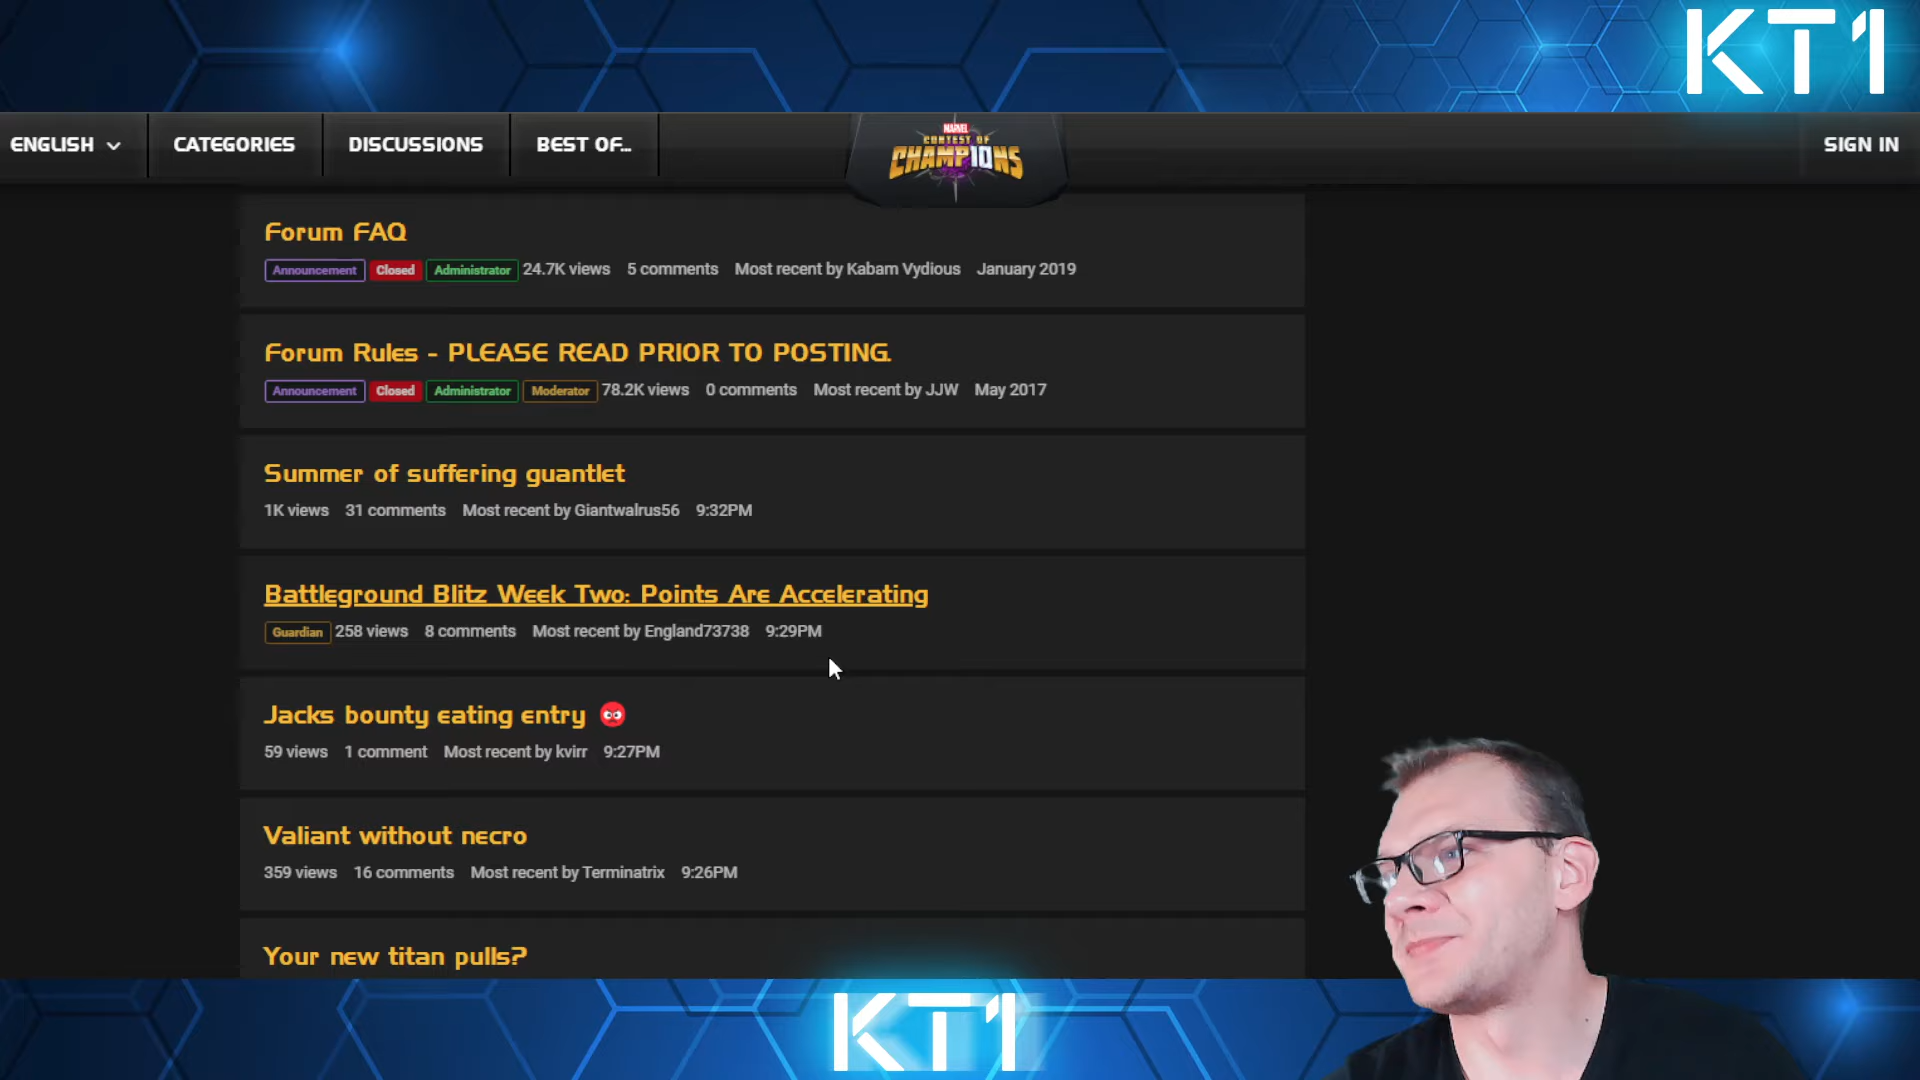 KT1
ENGLISH CATEGORIES DISCUSSIONS BEST OF... MARVEL CONTEST OF CHAMP10NS SIGN IN
Forum FAQ
Announcement Closed Administrator 24.7K views 5 comments Most recent by Kabam Vydious January 2019
Forum Rules - PLEASE READ PRIOR TO POSTING.
Announcement Closed Administrator Moderator 78.2K views 0 comments Most recent by JJW May 2017
Summer of suffering guantlet
1K views 31 comments Most recent by Giantwalrus56 9:32PM
Battleground Blitz Week Two: Points Are Accelerating
Guardian 258 views 8 comments Most recent by England73738 9:29PM
Jacks bounty eating entry
59 views 1 comment Most recent by kvirr 9:27PM
Valiant without necro
359 views 16 comments Most recent by Terminatrix 9:26PM
Your new titan pulls?
KT1